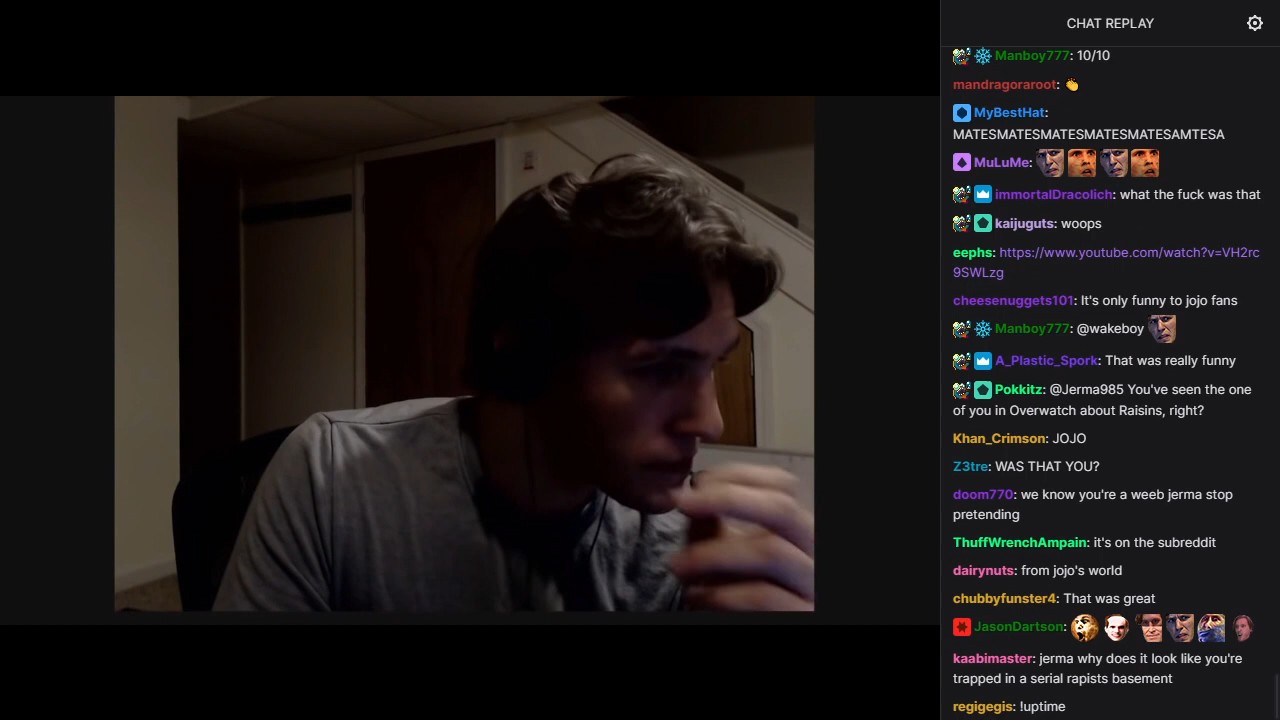 CHAT REPLAY
Manboy777: 10/10
mandragoraroot:
MyBestHat:
MATESMATESMATESMATESMATESAMTESA
MuLuMe:
immortalDracolich: what the fuck was that
kaijuguts: woops
eephs: https://www.youtube.com/watch?v=VH2rc
9SWLzg
cheesenuggets101: It's only funny to jojo fans
Manboy777: @wakeboy
A_Plastic_Spork: That was really funny
Pokkitz: @Jerma985 You've seen the one
of you in Overwatch about Raisins, right?
Khan_Crimson: JOJO
Z3tre: WAS THAT YOU?
doom770: we know you're a weeb jerma stop
pretending
ThuffWrenchAmpain: it's on the subreddit
dairynuts: from jojo's world
chubbyfunster4: That was great
JasonDartson:
kaabimaster: jerma why does it look like you're
trapped in a serial rapists basement
regigegis: !uptime